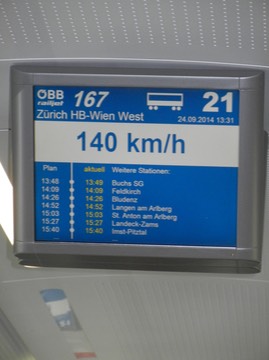 ÖBB 167 21
railjet
Zürich HB-Wien West 24.09.2014 13:31
140 km/h
Plan aktuell Weitere Stationen:
13:48 13:49 Buchs SG
14:09 14:09 Feldkirch
14:26 14:26 Bludenz
14:52 14:52 Langen am Arlberg
15:03 15:03 St. Anton am Arlberg
15:27 15:27 Landeck-Zams
15:40 15:40 Imst-Pitztal
...